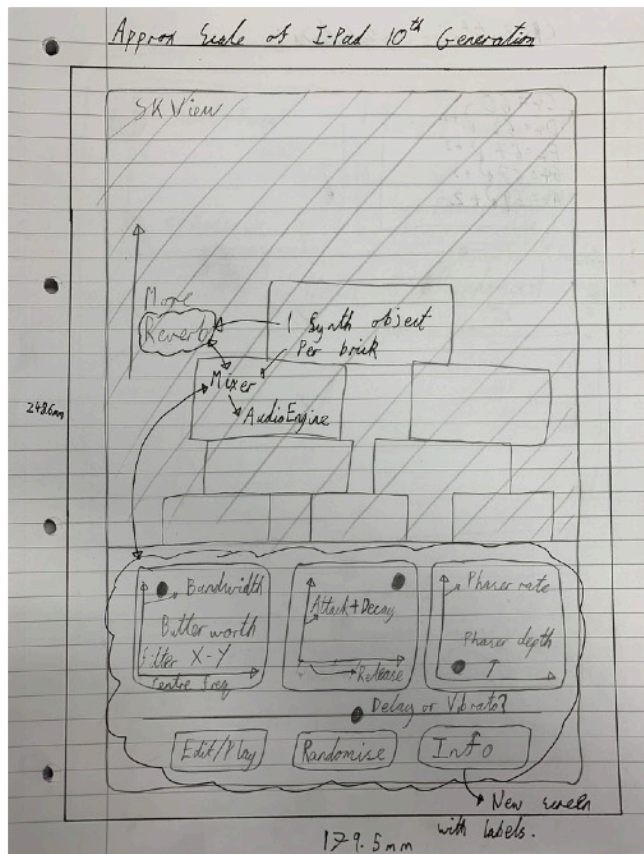 Approx Scale of I-Pad 10th Generation
SKView
More
Reverb
1 Synth object
Per brick
Mixer
AudioEngine
248.6mm
Bandwidth
Butterworth
Filter X-Y
Centre freq
Attack+Decay
Release
Phaser rate
Phaser depth
Delay or Vibrato?
Edit/Play
Randomise
Info
New screen
with labels.
179.5mm